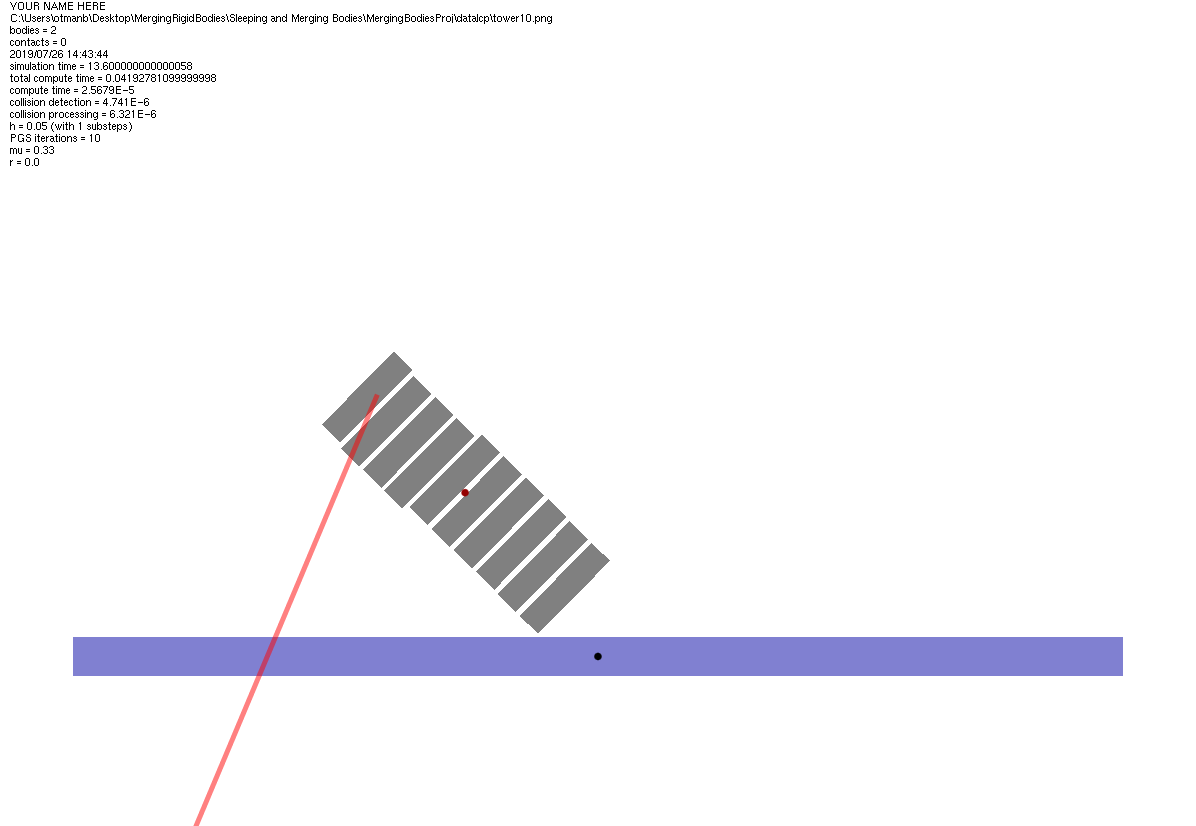 YOUR NAME HERE
C:\Users\otmanb\Desktop\MergingRigidBodies\Sleeping and Merging Bodies\MergingBodiesProj\datalcp\tower10.png
bodies = 2
contacts = 0
2019/07/26 14:43:44
simulation time = 13.600000000000058
total compute time = 0.04192781099999998
compute time = 2.5679E-5
collision detection = 4.741E-6
collision processing = 6.321E-6
h = 0.05 (with 1 substeps)
PGS iterations = 10
mu = 0.33
r = 0.0